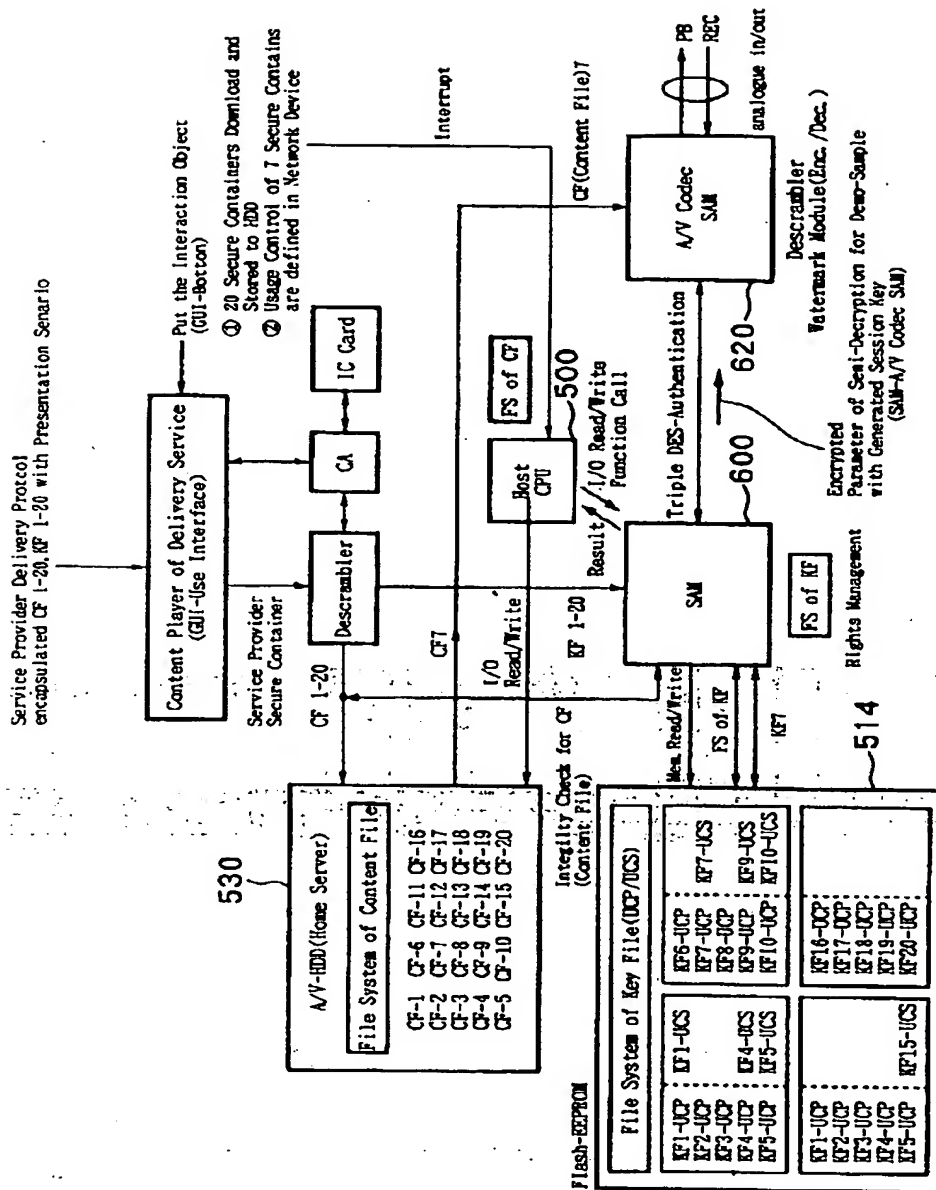 Service Provider Delivery Protcol
encapsulated CF 1-20,KF 1-20 with Presentation Senario
Content Player of Delivery Service
(GUI-Use Interface)
Put the Interaction Object
(GUI-Botton)
① 20 Secure Containers Download and
Stored to HDD
② Usage Control of 7 Secure Contains
are defined in Network Device
Interrupt
IC Card
CA
Descrambler
Service Provider
Secure Container
CF 1-20
CF7
CF(Content File)7
FS of CF
500
Host
CPU
I/O
Read/Write
KF 1-20
Result
I/O Read/Write
Function Call
PB
REC
analogue in/out
A/V Codec
SAM
Descrambler
Watermark Module(Enc./Dec.)
620
Triple DES-Authentication
Encrypted
Parameter of Semi-Decryption for Demo-Sample
with Generated Session Key
(SAM-A/V Codec SAM)
600
SAM
FS of KF
Rights Management
530
A/V-HDD(Home Server)
File System of Content File
CF-1 CF-6 CF-11 CF-16
CF-2 CF-7 CF-12 CF-17
CF-3 CF-8 CF-13 CF-18
CF-4 CF-9 CF-14 CF-19
CF-5 CF-10 CF-15 CF-20
Integilty Check for CF
(Content File)
Mem.Read/Write
FS of KF
KF7
514
Flash-EEPROM
File System of Key File(UCP/UCS)
KF1-UCP KF1-UCS
KF2-UCP
KF3-UCP
KF4-UCP KF4-UCS
KF5-UCP KF5-UCS
KF6-UCP
KF7-UCP KF7-UCS
KF8-UCP
KF9-UCP KF9-UCS
KF10-UCP KF10-UCS
KF1-UCP
KF2-UCP
KF3-UCP
KF4-UCP
KF5-UCP KF15-UCS
KF16-UCP
KF17-UCP
KF18-UCP
KF19-UCP
KF20-UCP